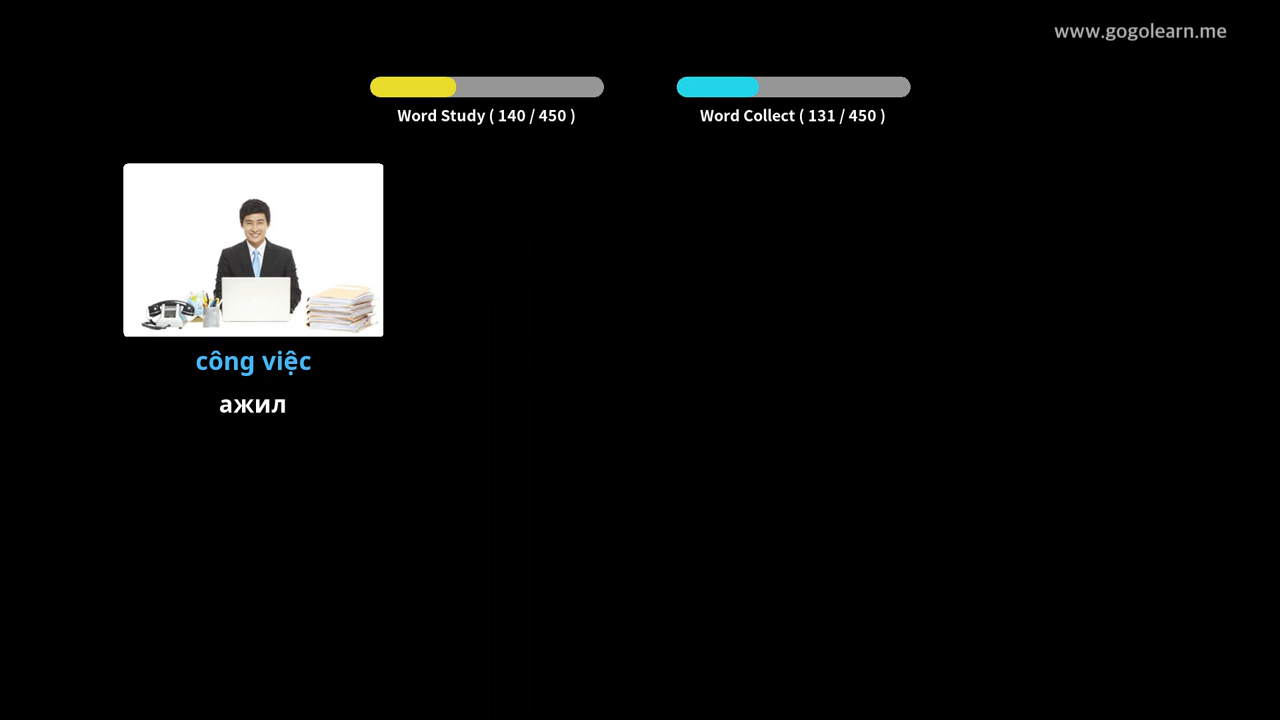 www.gogolearn.me
Word Study ( 140 / 450 )
Word Collect ( 131 / 450 )
công việc
ажил